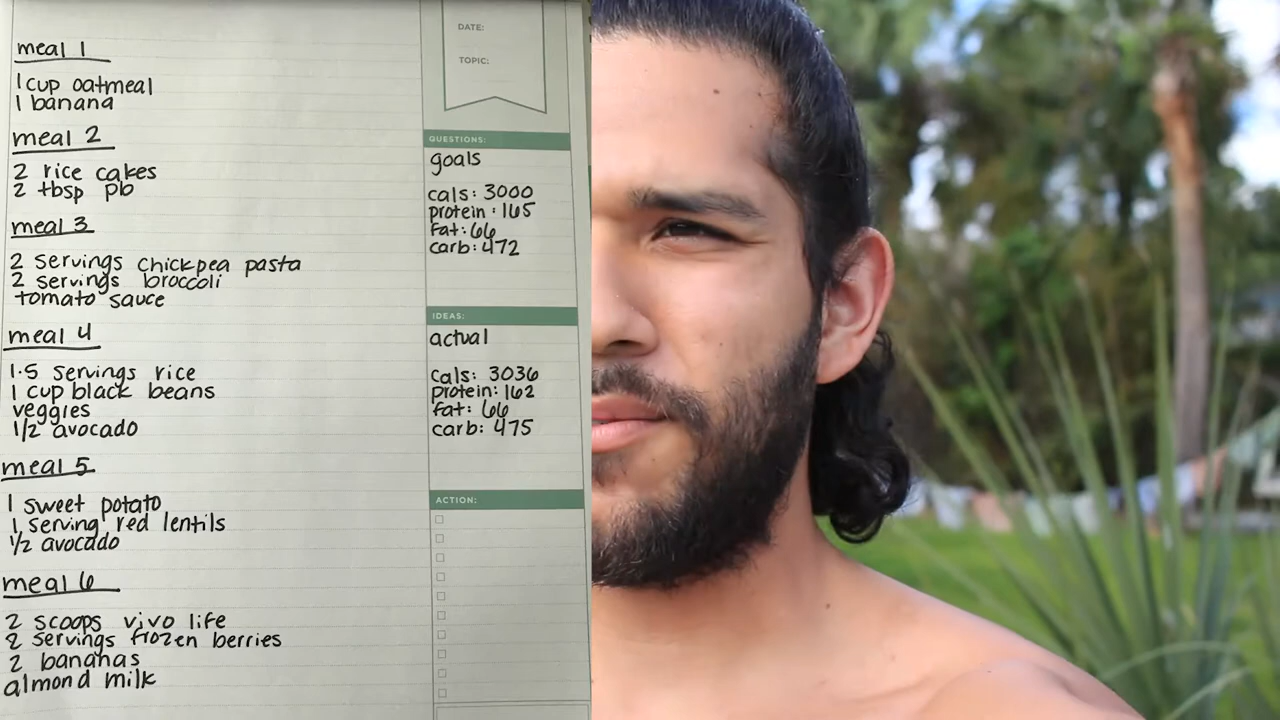 meal 1
1 cup oatmeal
1 banana
meal 2
2 rice cakes
2 tbsp pb
meal 3
2 servings chickpea pasta
2 servings broccoli
tomato sauce
meal 4
1.5 servings rice
1 cup black beans
veggies
1/2 avocado
meal 5
1 sweet potato
1 serving red lentils
1/2 avocado
meal 6
2 scoops vivo life
2 servings frozen berries
2 bananas
almond milk
DATE:
TOPIC:
QUESTIONS:
goals
cals: 3000
protein: 165
fat: 66
carb: 472
IDEAS:
actual
cals: 3036
protein: 162
fat: 66
carb: 475
ACTION: